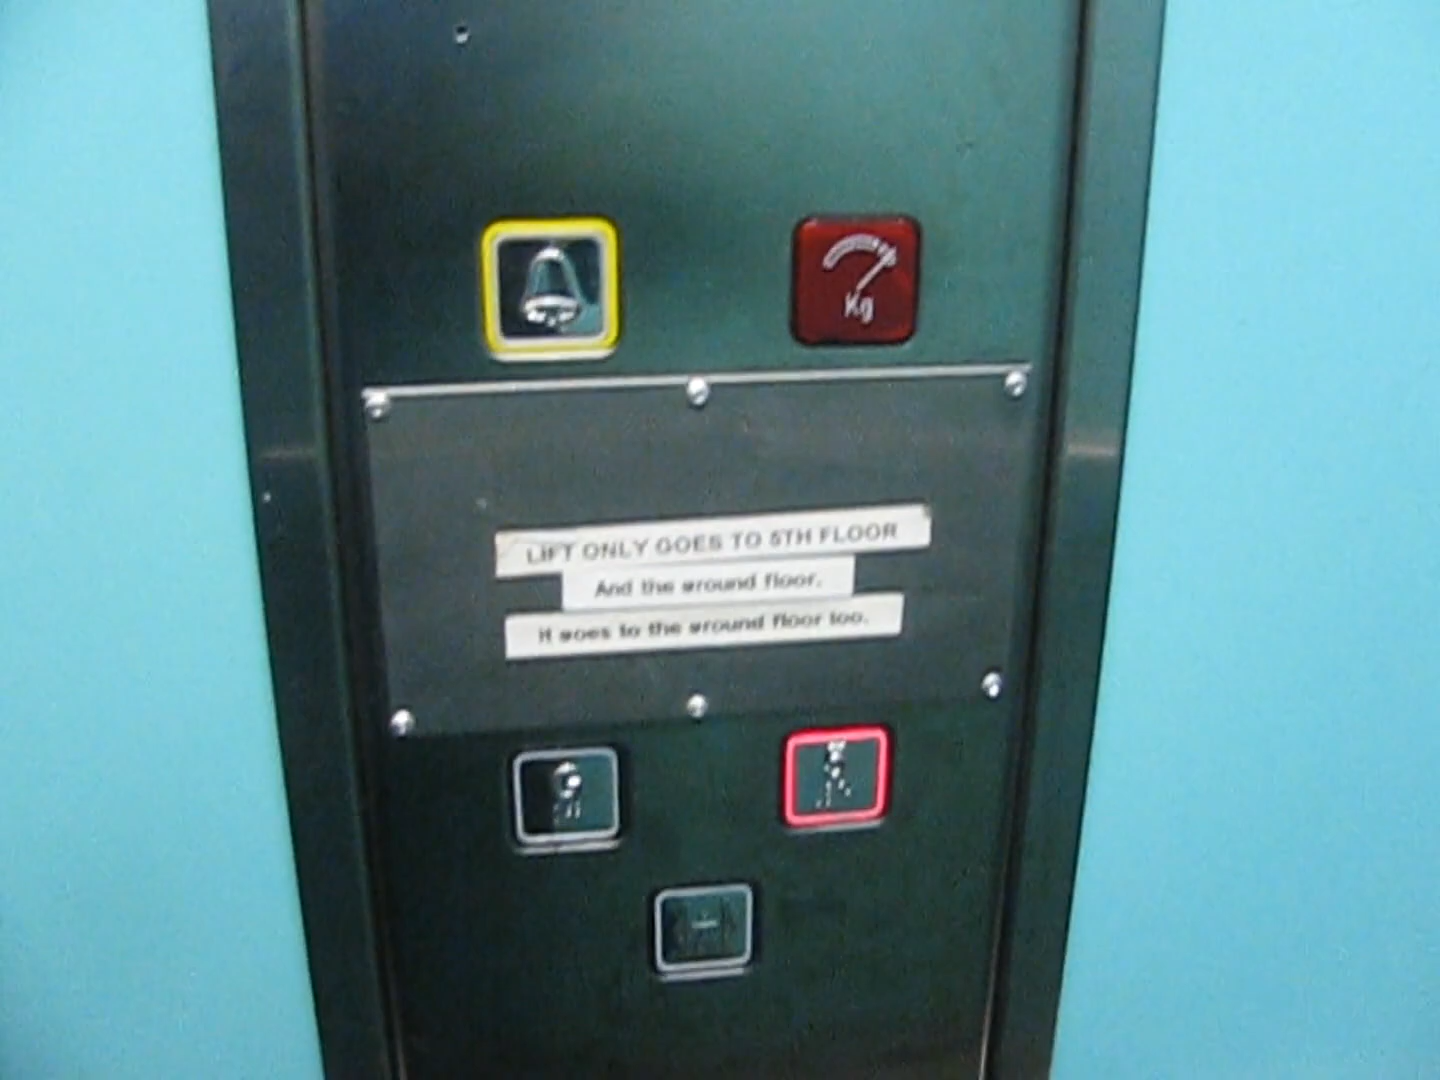 Kg
LIFT ONLY GOES TO 5TH FLOOR
And the ground floor.
It goes to the ground floor too.